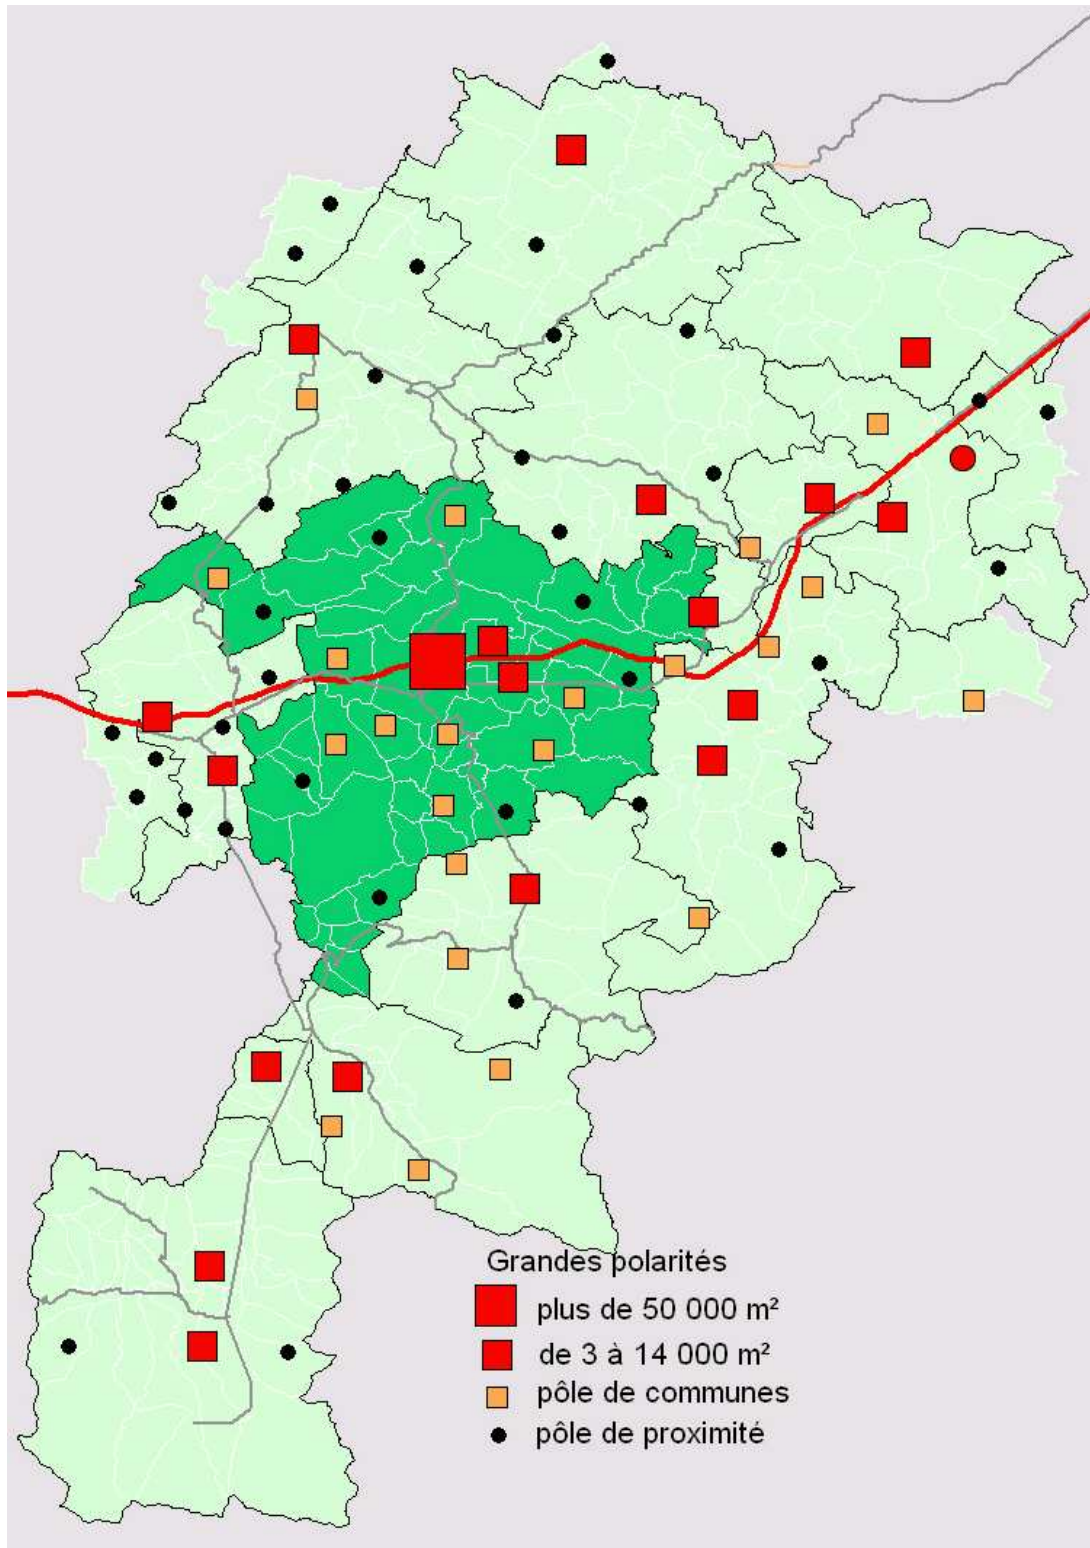 Grandes polarités
plus de 50 000 m²
de 3 à 14 000 m²
pôle de communes
pôle de proximité